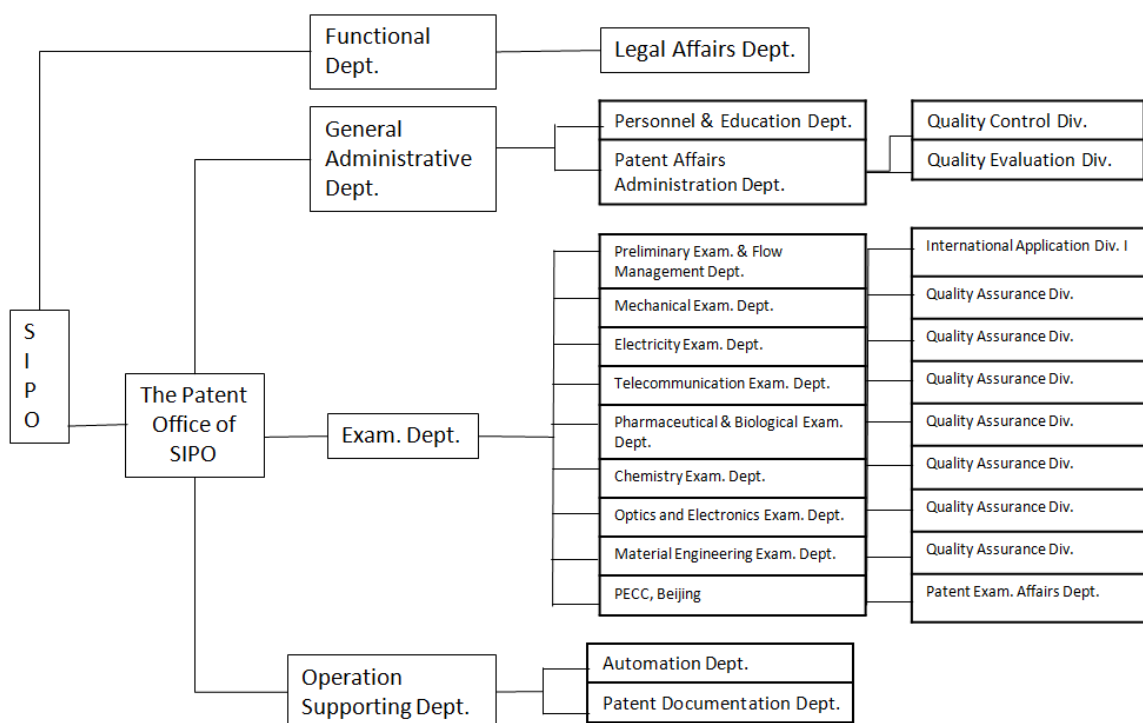 Functional
Dept.
Legal Affairs Dept.
General
Administrative
Dept.
Personnel & Education Dept.
Patent Affairs
Administration Dept.
Quality Control Div.
Quality Evaluation Div.
S
I
P
O
The Patent
Office of
SIPO
Exam. Dept.
Preliminary Exam. & Flow
Management Dept.
Mechanical Exam. Dept.
Electricity Exam. Dept.
Telecommunication Exam. Dept.
Pharmaceutical & Biological Exam.
Dept.
Chemistry Exam. Dept.
Optics and Electronics Exam. Dept.
Material Engineering Exam. Dept.
PECC, Beijing
International Application Div. I
Quality Assurance Div.
Quality Assurance Div.
Quality Assurance Div.
Quality Assurance Div.
Quality Assurance Div.
Quality Assurance Div.
Quality Assurance Div.
Patent Exam. Affairs Dept.
Operation
Supporting Dept.
Automation Dept.
Patent Documentation Dept.